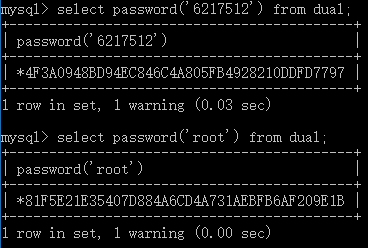 mysql> select password('6217512') from dual;
+-------------------------------------------+
| password('6217512')                       |
+-------------------------------------------+
| *4F3A0948BD94EC846C4A805FB4928210DDFD7797 |
+-------------------------------------------+
1 row in set, 1 warning (0.03 sec)
mysql> select password('root') from dual;
+-------------------------------------------+
| password('root')                          |
+-------------------------------------------+
| *81F5E21E35407D884A6CD4A731AEBFB6AF209E1B |
+-------------------------------------------+
1 row in set, 1 warning (0.00 sec)